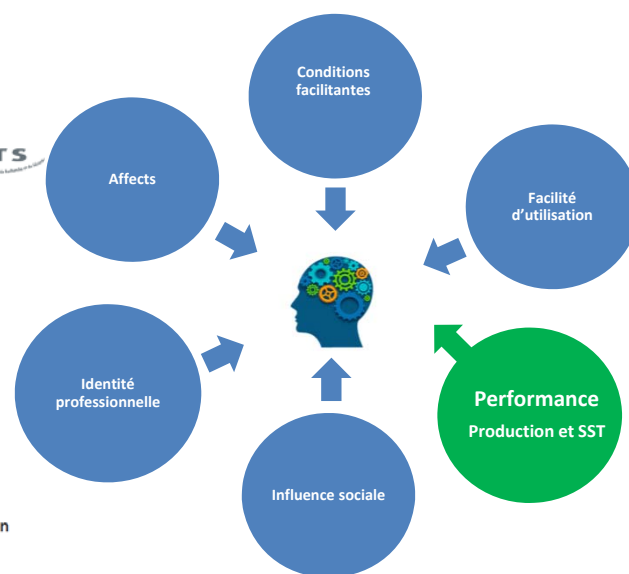 Conditions
facilitantes
Affects
Facilité
d'utilisation
Identité
professionnelle
Performance
Production et SST
Influence sociale